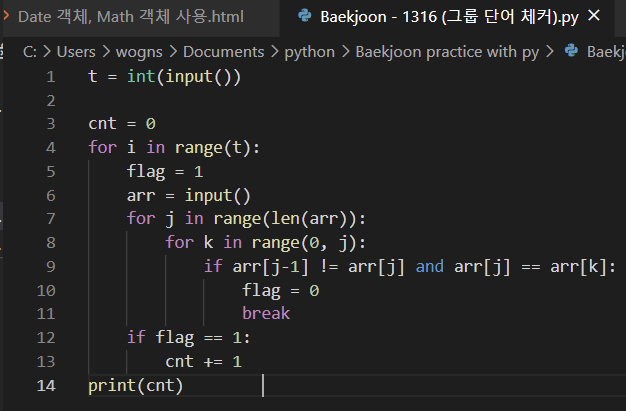 Date 객체, Math 객체 사용.html Baekjoon - 1316 (그룹 단어 체커).py
C: > Users > wogns > Documents > python > Baekjoon practice with py > Baekj
1 t = int(input())
2
3 cnt = 0
4 for i in range(t):
5 flag = 1
6 arr = input()
7 for j in range(len(arr)):
8 for k in range(0, j):
9 if arr[j-1] != arr[j] and arr[j] == arr[k]:
10 flag = 0
11 break
12 if flag == 1:
13 cnt += 1
14 print(cnt)